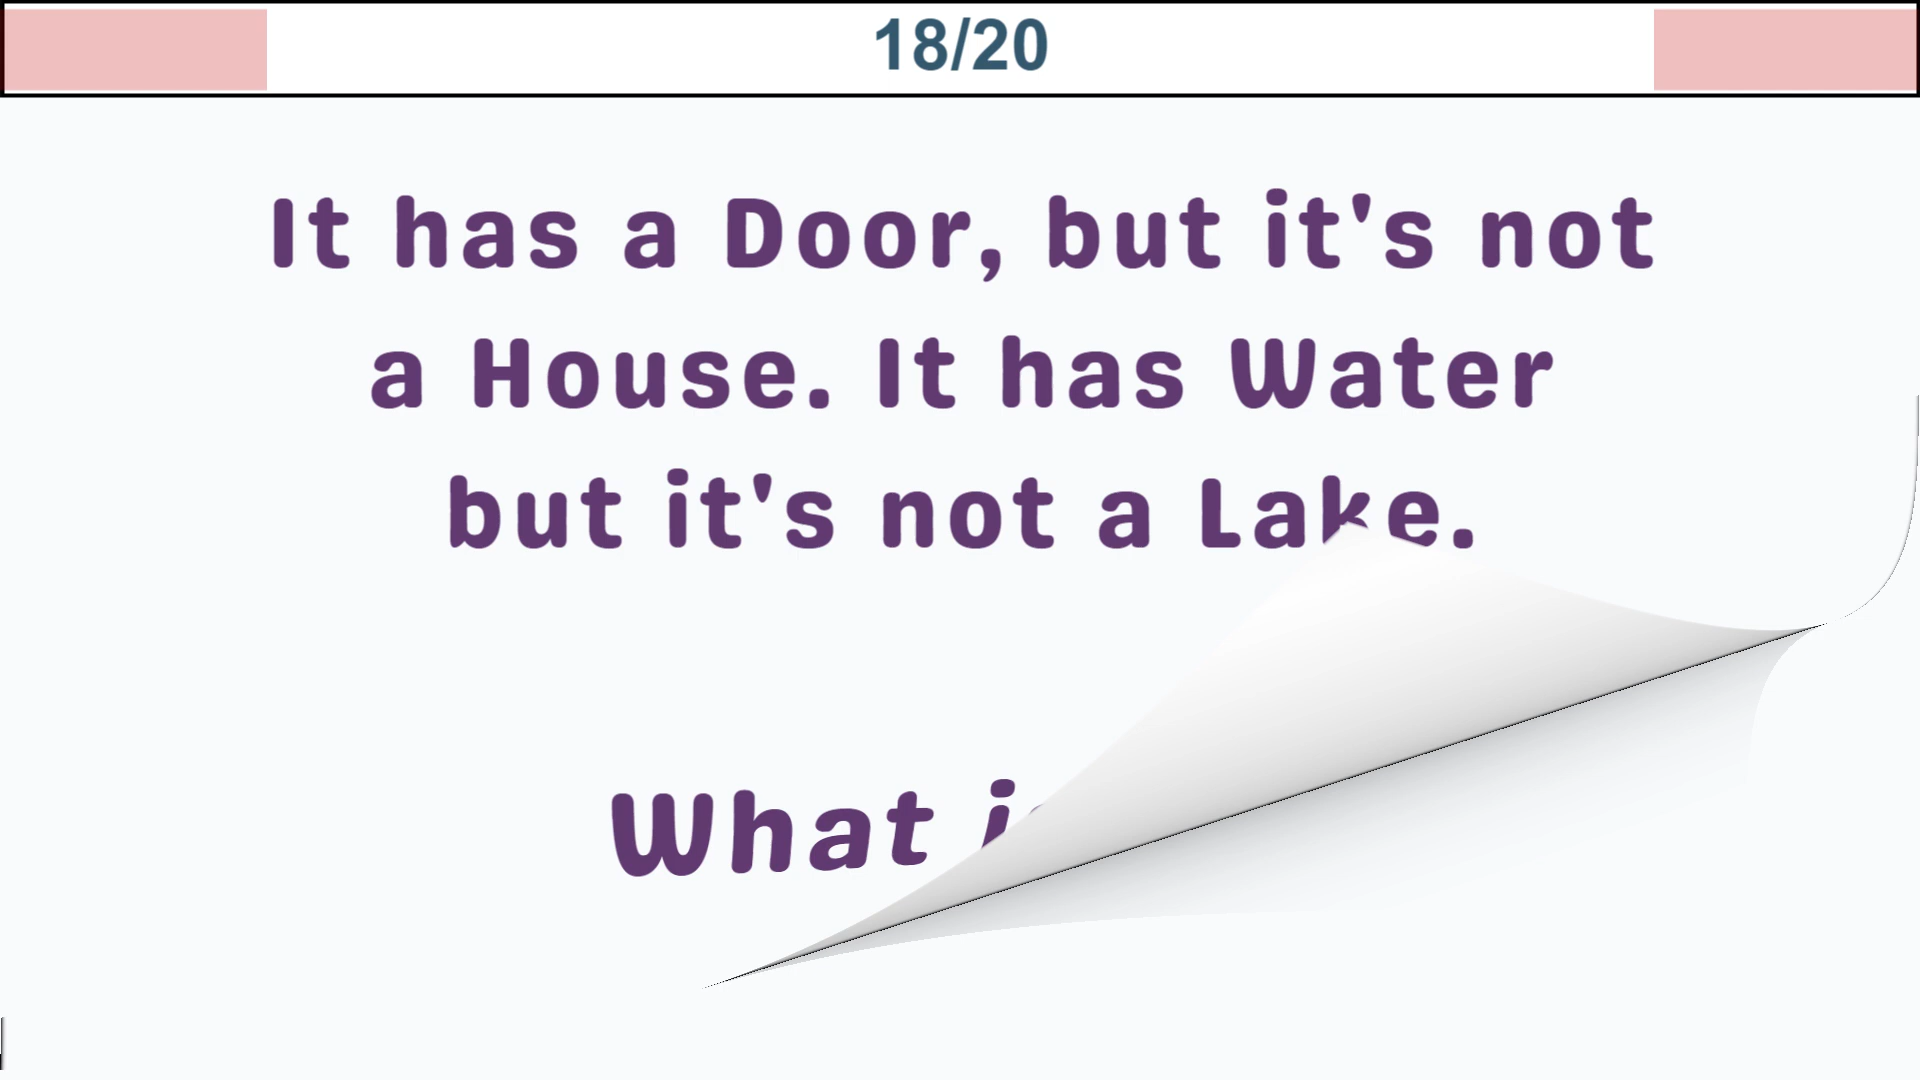 18/20
It has a Door, but it's not
a House. It has Water
but it's not a Lake.
What